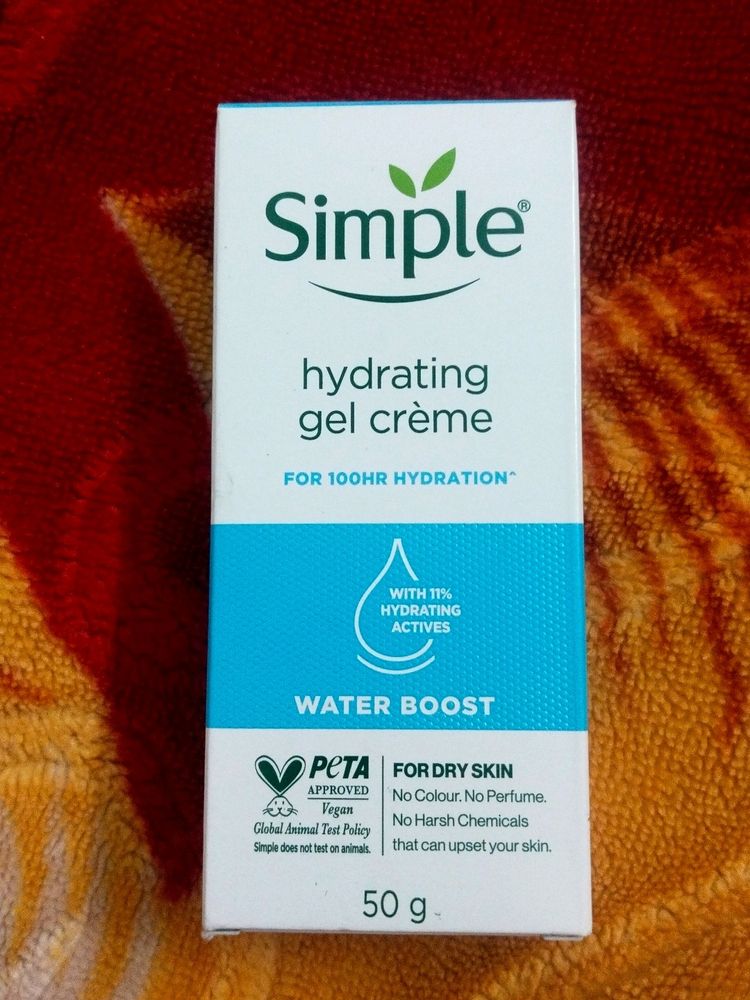 Simple®
hydrating
gel crème
FOR 100HR HYDRATION^
WITH 11%
HYDRATING
ACTIVES
WATER BOOST
PETA
APPROVED
Vegan
Global Animal Test Policy
Simple does not test on animals.
FOR DRY SKIN
No Colour. No Perfume.
No Harsh Chemicals
that can upset your skin.
50 g